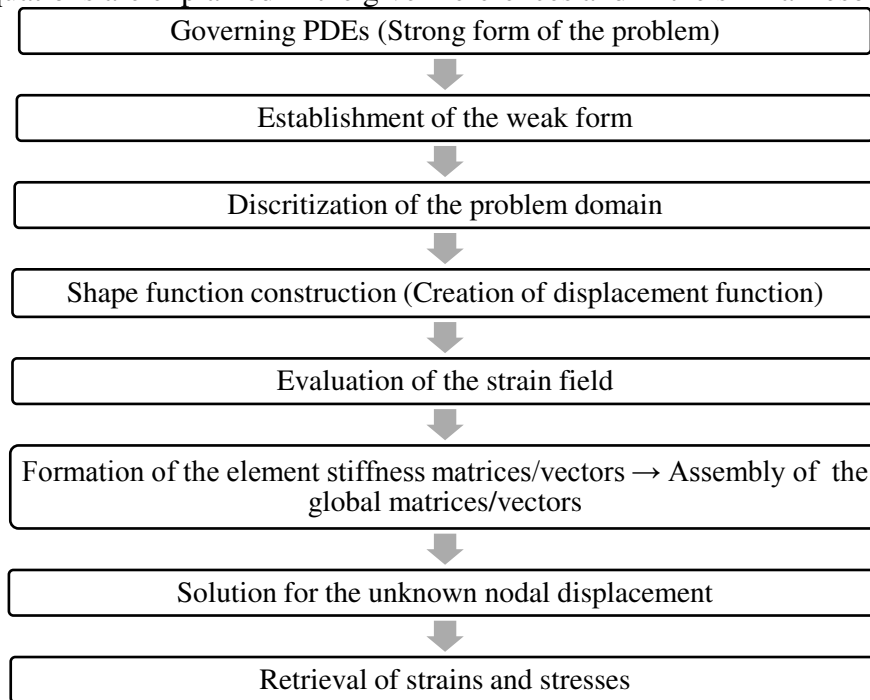 Governing PDEs (Strong form of the problem)
Establishment of the weak form
Discritization of the problem domain
Shape function construction (Creation of displacement function)
Evaluation of the strain field
Formation of the element stiffness matrices/vectors → Assembly of the
global matrices/vectors
Solution for the unknown nodal displacement
Retrieval of strains and stresses